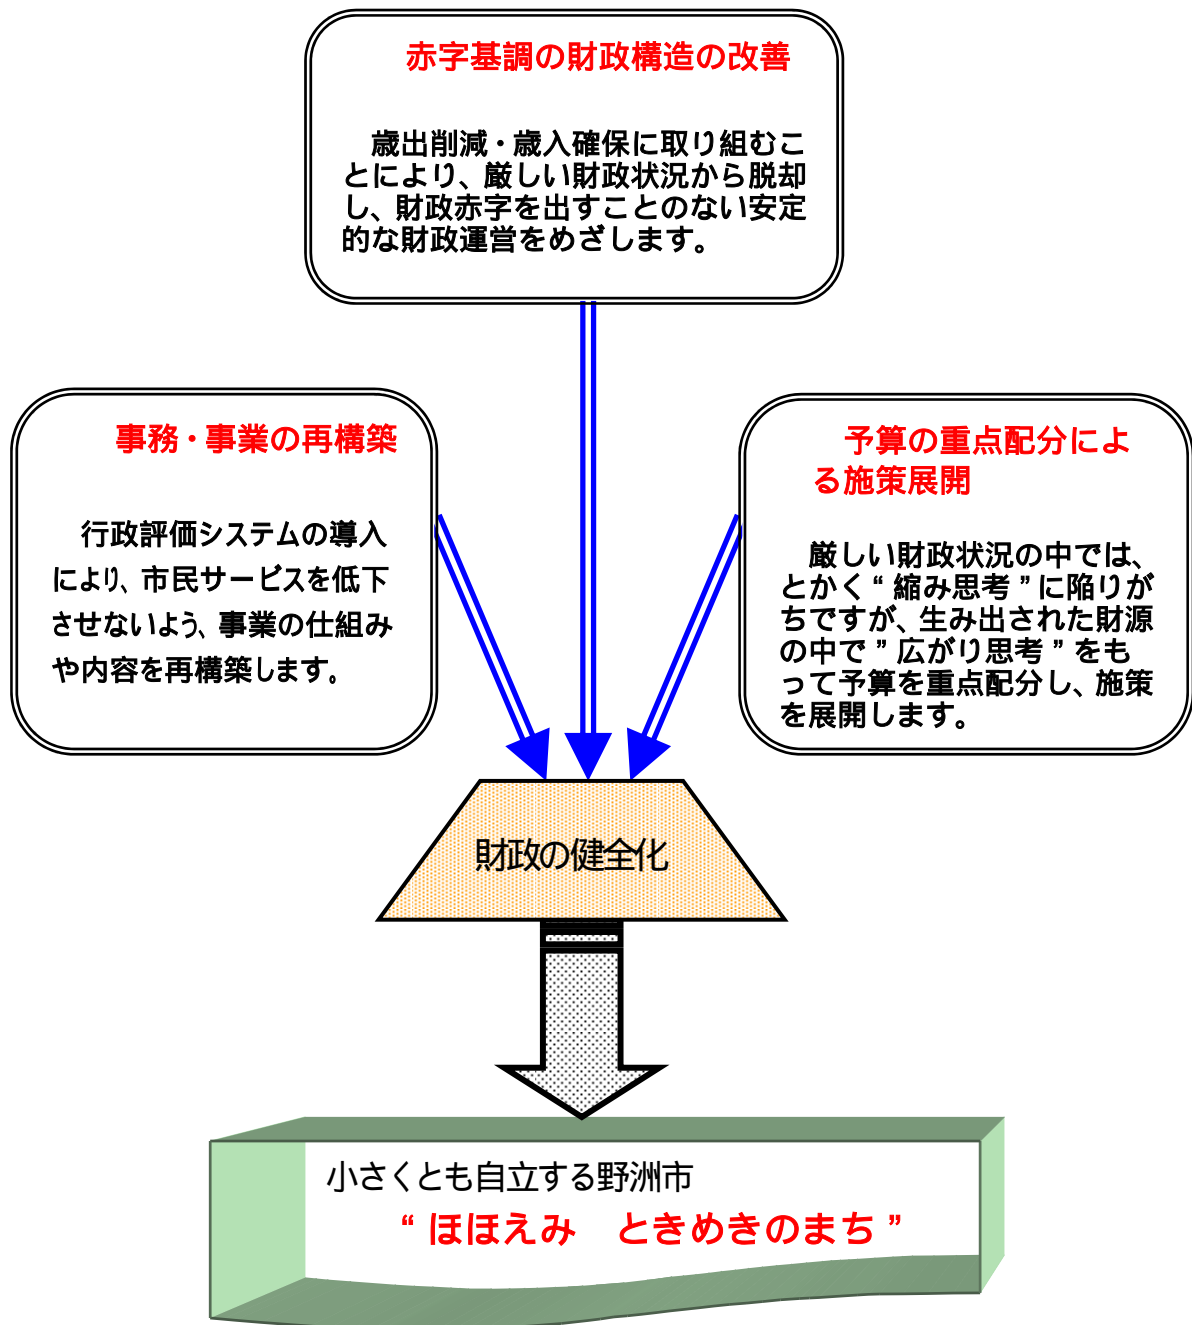 赤字基調の財政構造の改善
歳出削減・歳入確保に取り組むこ
とにより、厳しい財政状況から脱却
し、財政赤字を出すことのない安定
的な財政運営をめざします。
事務・事業の再構築
行政評価システムの導入
により、市民サービスを低下
させないよう、事業の仕組み
や内容を再構築します。
予算の重点配分によ
る施策展開
厳しい財政状況の中では、
とかく“縮み思考”に陥りが
ちですが、生み出された財源
の中で”広がり思考”をも
って予算を重点配分し、施策
を展開します。
財政の健全化
小さくとも自立する野洲市
“ほほえみ　ときめきのまち”